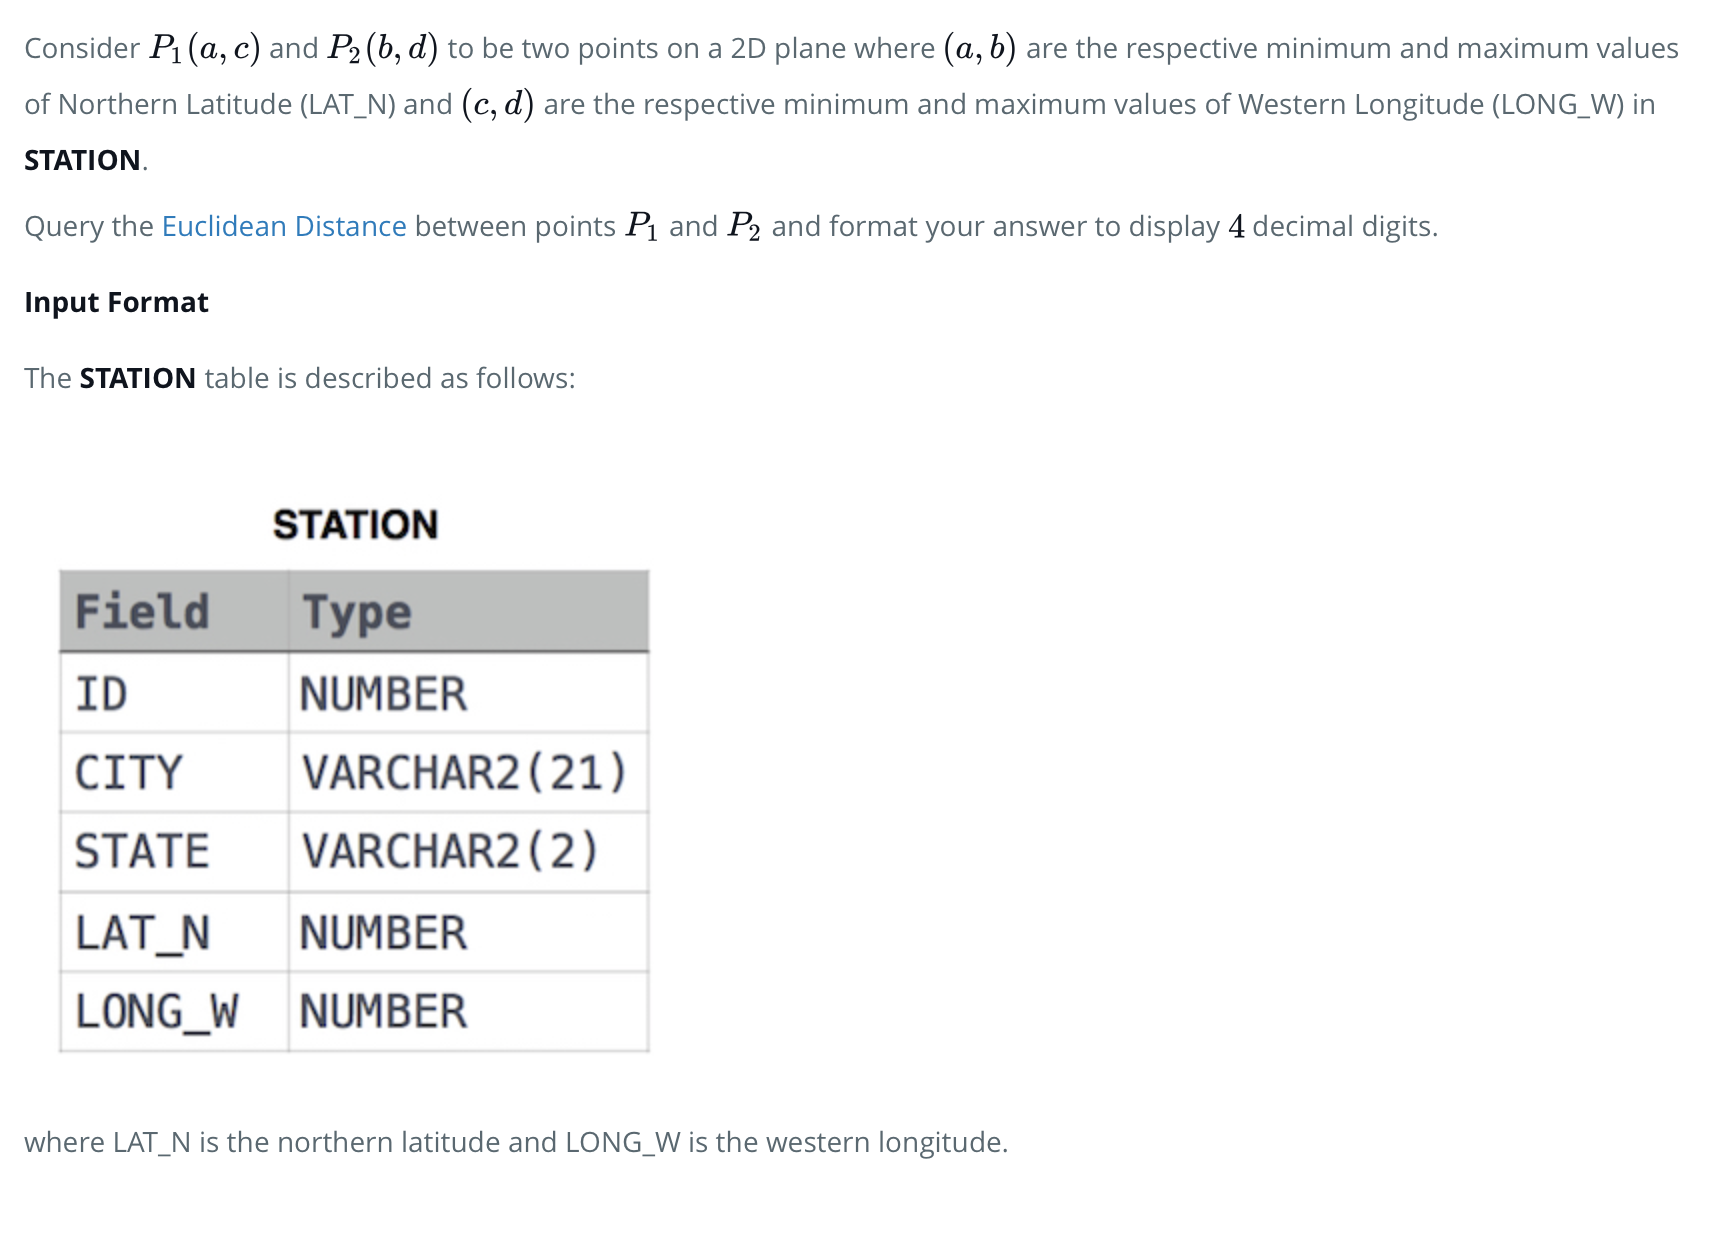 Consider P₁(a, c) and P₂(b, d) to be two points on a 2D plane where (a, b) are the respective minimum and maximum values
of Northern Latitude (LAT_N) and (c, d) are the respective minimum and maximum values of Western Longitude (LONG_W) in
STATION.
Query the Euclidean Distance between points P₁ and P₂ and format your answer to display 4 decimal digits.
Input Format
The STATION table is described as follows:
STATION
Field Type
ID NUMBER
CITY VARCHAR2(21)
STATE VARCHAR2(2)
LAT_N NUMBER
LONG_W NUMBER
where LAT_N is the northern latitude and LONG_W is the western longitude.